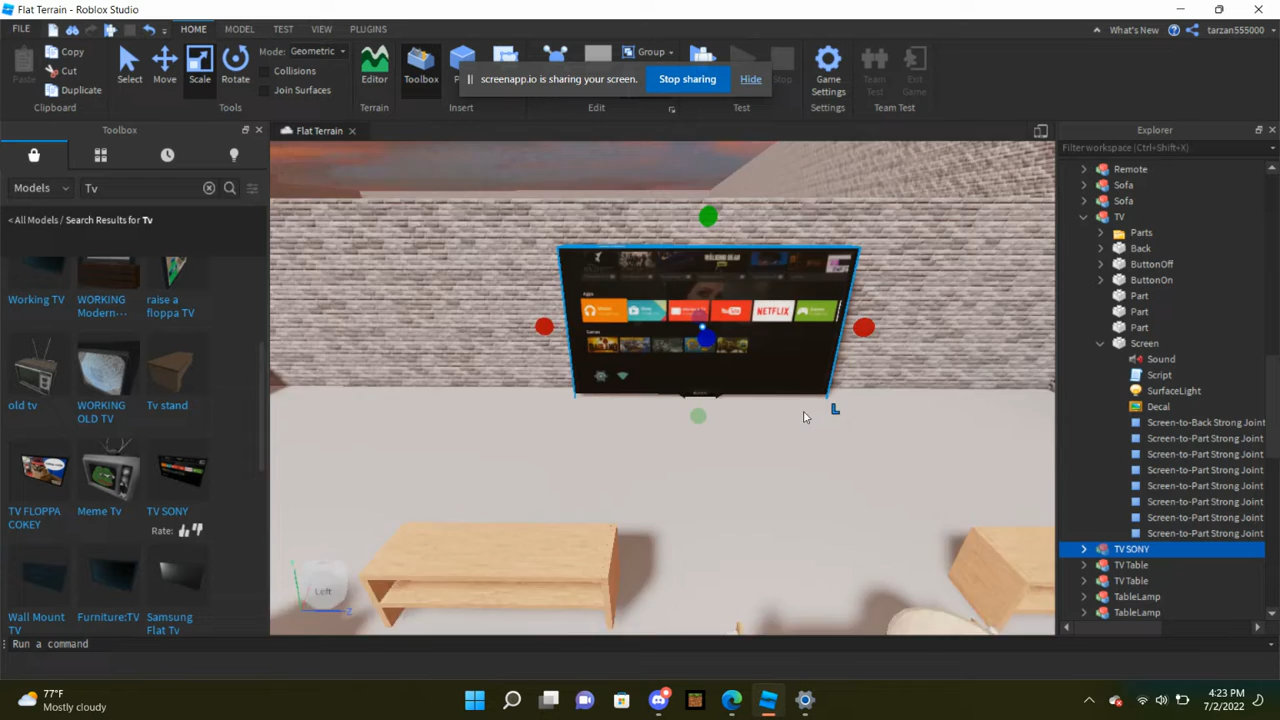 Flat Terrain - Roblox Studio
FILE HOME MODEL TEST VIEW PLUGINS What's New tarzan555000
Paste Copy Cut Duplicate
Clipboard
Select Move Scale Rotate
Mode: Geometric
Collisions
Join Surfaces
Tools
Editor
Terrain
Toolbox
Insert
Group
Edit
Test
Stop
Game Settings
Settings
Team Test
Exit Game
Team Test
screenapp.io is sharing your screen. Stop sharing Hide
Toolbox
Models Tv
< All Models / Search Results for Tv
Working TV
WORKING Modern-···
raise a floppa TV
old tv
WORKING OLD TV
Tv stand
TV FLOPPA COKEY
Meme Tv
TV SONY
Rate:
Wall Mount TV
Furniture:TV
Samsung Flat Tv
Flat Terrain
WALKING DEAD
Apps
YouTube
NETFLIX
Games
L
Left
Z
Explorer
Filter workspace (Ctrl+Shift+X)
Remote
Sofa
Sofa
TV
Parts
Back
ButtonOff
ButtonOn
Part
Part
Part
Screen
Sound
Script
SurfaceLight
Decal
Screen-to-Back Strong Joint
Screen-to-Part Strong Joint
Screen-to-Part Strong Joint
Screen-to-Part Strong Joint
Screen-to-Part Strong Joint
Screen-to-Part Strong Joint
Screen-to-Part Strong Joint
Screen-to-Part Strong Joint
TV SONY
TV Table
TV Table
TableLamp
TableLamp
Run a command
77°F
Mostly cloudy
4:23 PM
7/2/2022